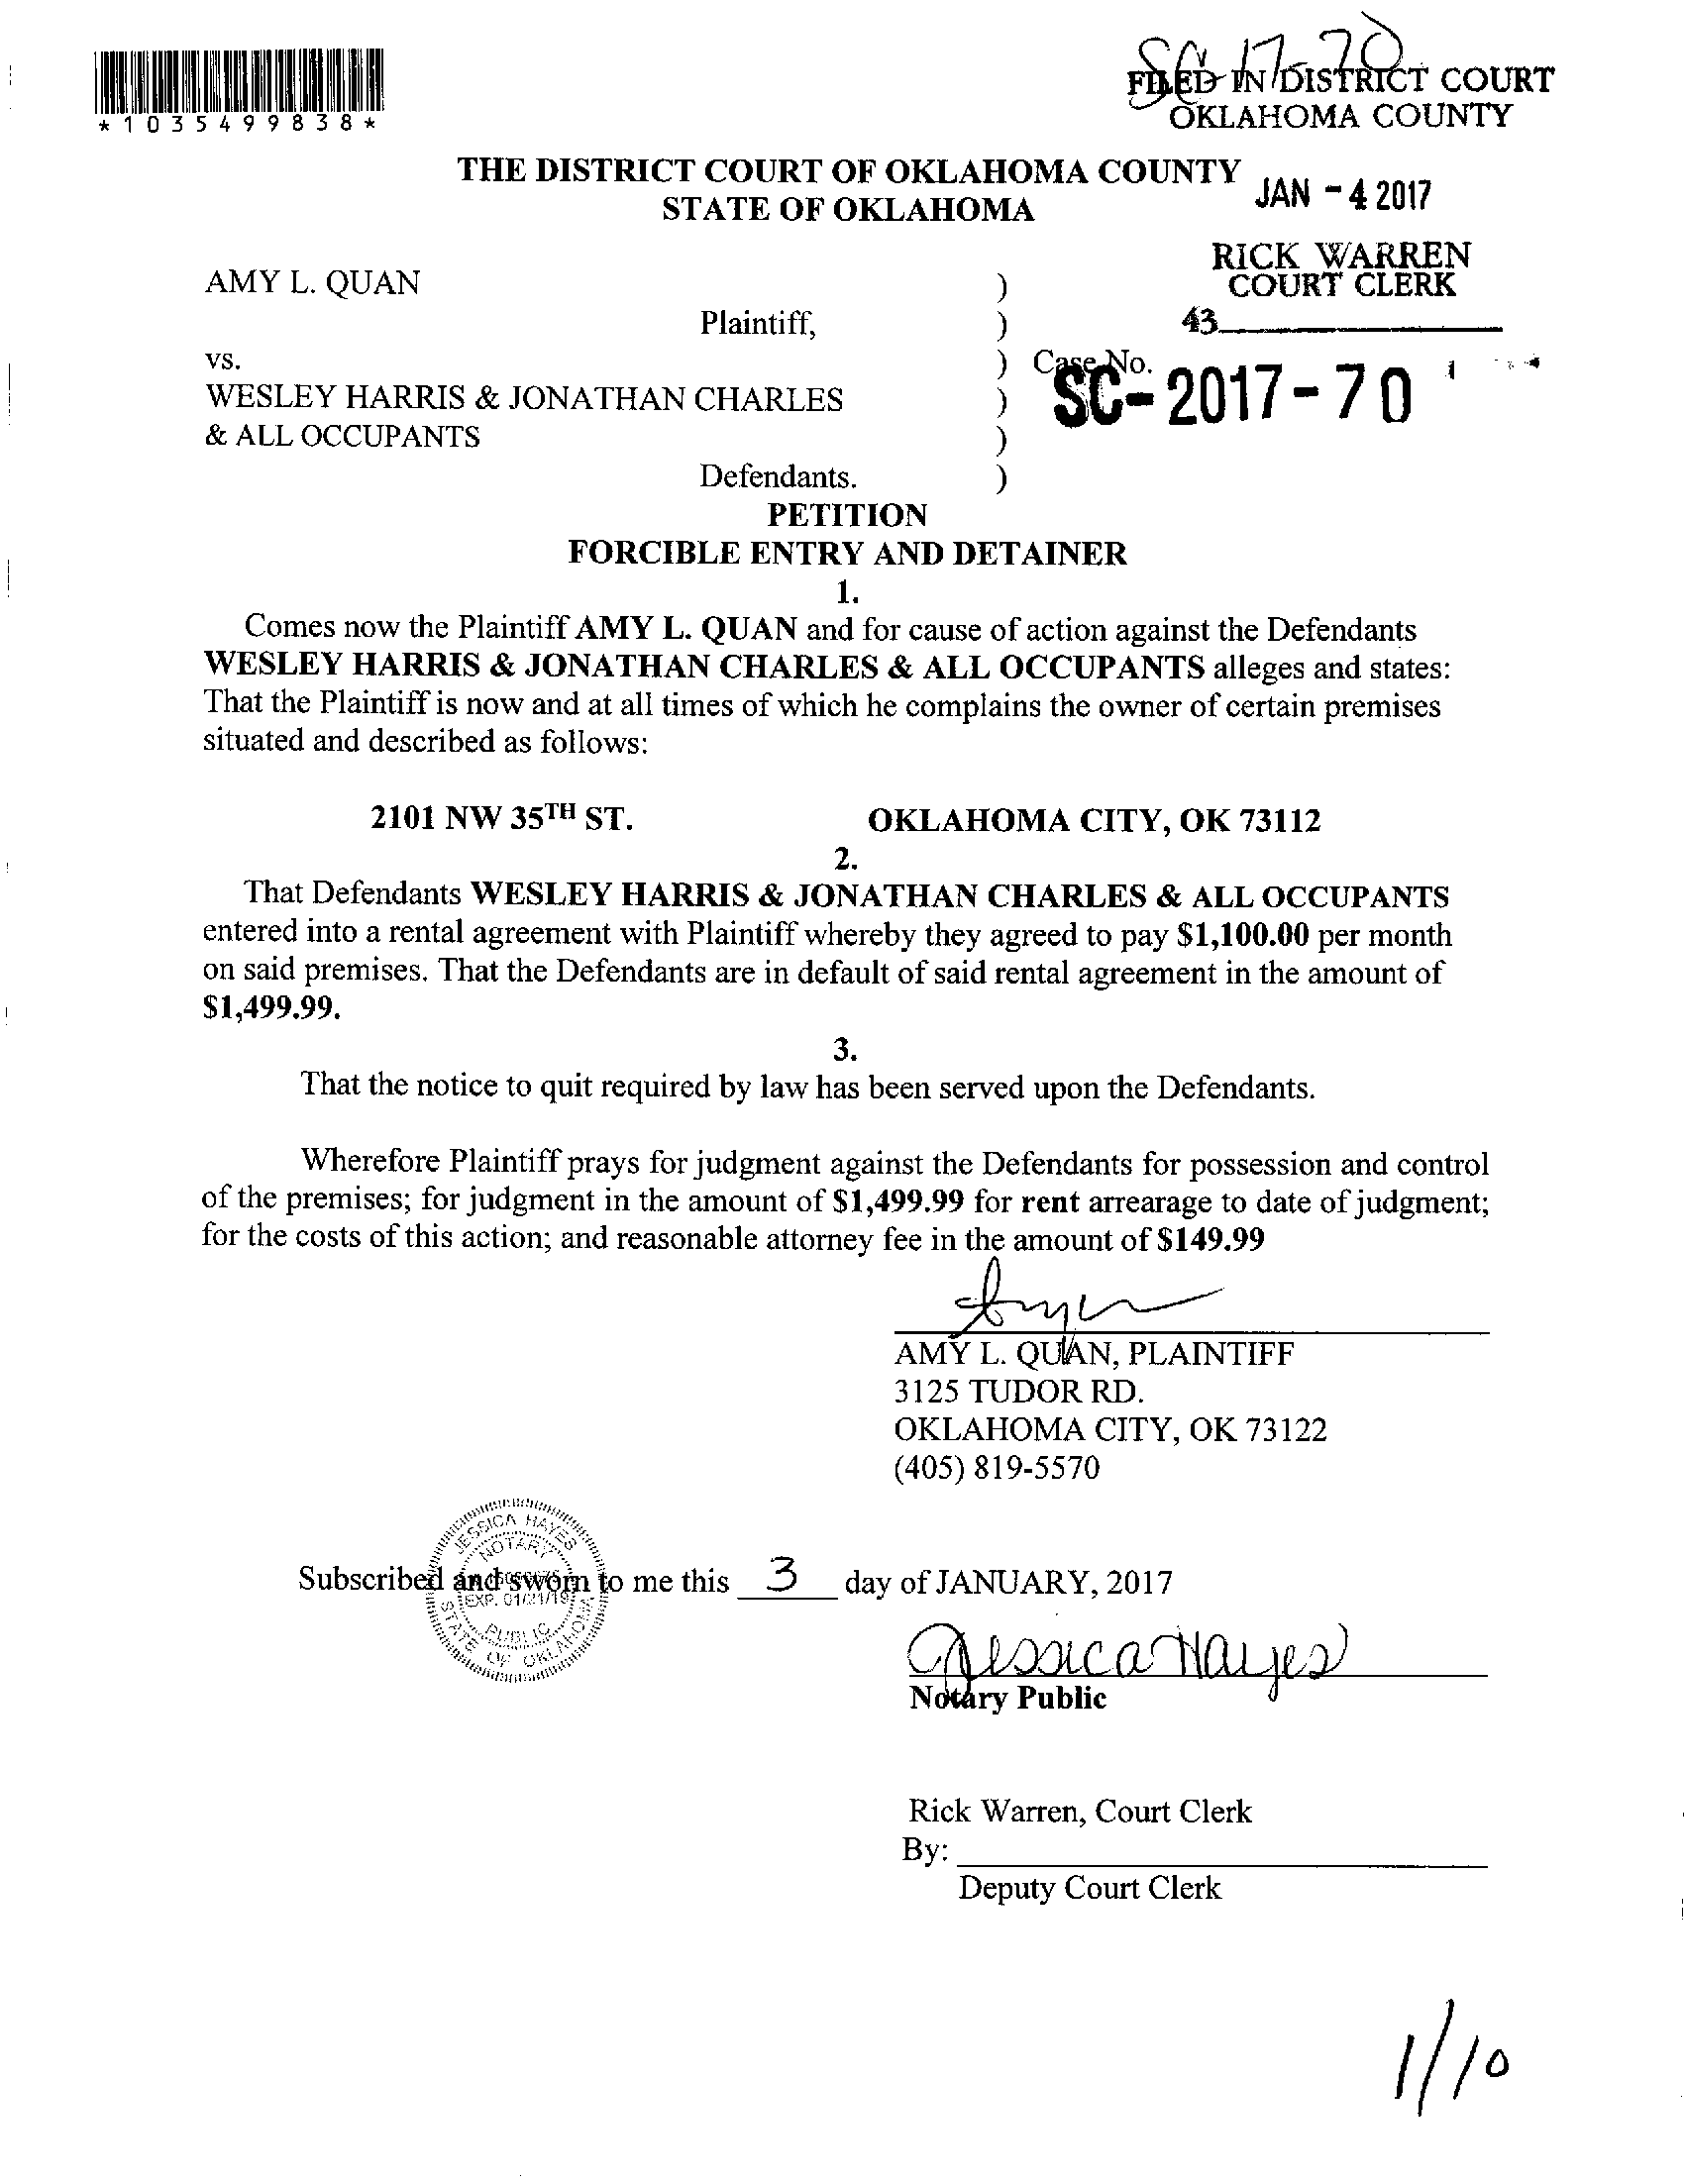 SC-17-70
*1035499838*
FILED IN DISTRICT COURT
OKLAHOMA COUNTY
THE DISTRICT COURT OF OKLAHOMA COUNTY
STATE OF OKLAHOMA
JAN - 4 2017
RICK WARREN
COURT CLERK
43
AMY L. QUAN )
Plaintiff, )
vs. ) Case No.
SC-2017-70
WESLEY HARRIS & JONATHAN CHARLES )
& ALL OCCUPANTS )
Defendants. )
PETITION
FORCIBLE ENTRY AND DETAINER
1.
Comes now the Plaintiff AMY L. QUAN and for cause of action against the Defendants
WESLEY HARRIS & JONATHAN CHARLES & ALL OCCUPANTS alleges and states:
That the Plaintiff is now and at all times of which he complains the owner of certain premises
situated and described as follows:
2101 NW 35TH ST. OKLAHOMA CITY, OK 73112
2.
That Defendants WESLEY HARRIS & JONATHAN CHARLES & ALL OCCUPANTS
entered into a rental agreement with Plaintiff whereby they agreed to pay $1,100.00 per month
on said premises. That the Defendants are in default of said rental agreement in the amount of
$1,499.99.
3.
That the notice to quit required by law has been served upon the Defendants.
Wherefore Plaintiff prays for judgment against the Defendants for possession and control
of the premises; for judgment in the amount of $1,499.99 for rent arrearage to date of judgment;
for the costs of this action; and reasonable attorney fee in the amount of $149.99
AMY L. QUAN, PLAINTIFF
3125 TUDOR RD.
OKLAHOMA CITY, OK 73122
(405) 819-5570
JESSICA HAYES
NOTARY
EXP. 01/21/19
PUBLIC
STATE OF OKLAHOMA
Subscribed and sworn to me this 3 day of JANUARY, 2017
Jessica Hayes
Notary Public
Rick Warren, Court Clerk
By:
Deputy Court Clerk
1/10